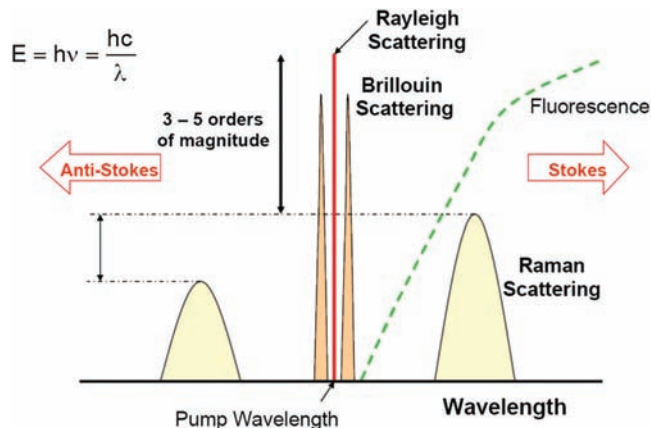 E = hν = hc / λ
Rayleigh
Scattering
Brillouin
Scattering
3 – 5 orders
of magnitude
Fluorescence
Anti-Stokes
Stokes
Raman
Scattering
Pump Wavelength
Wavelength